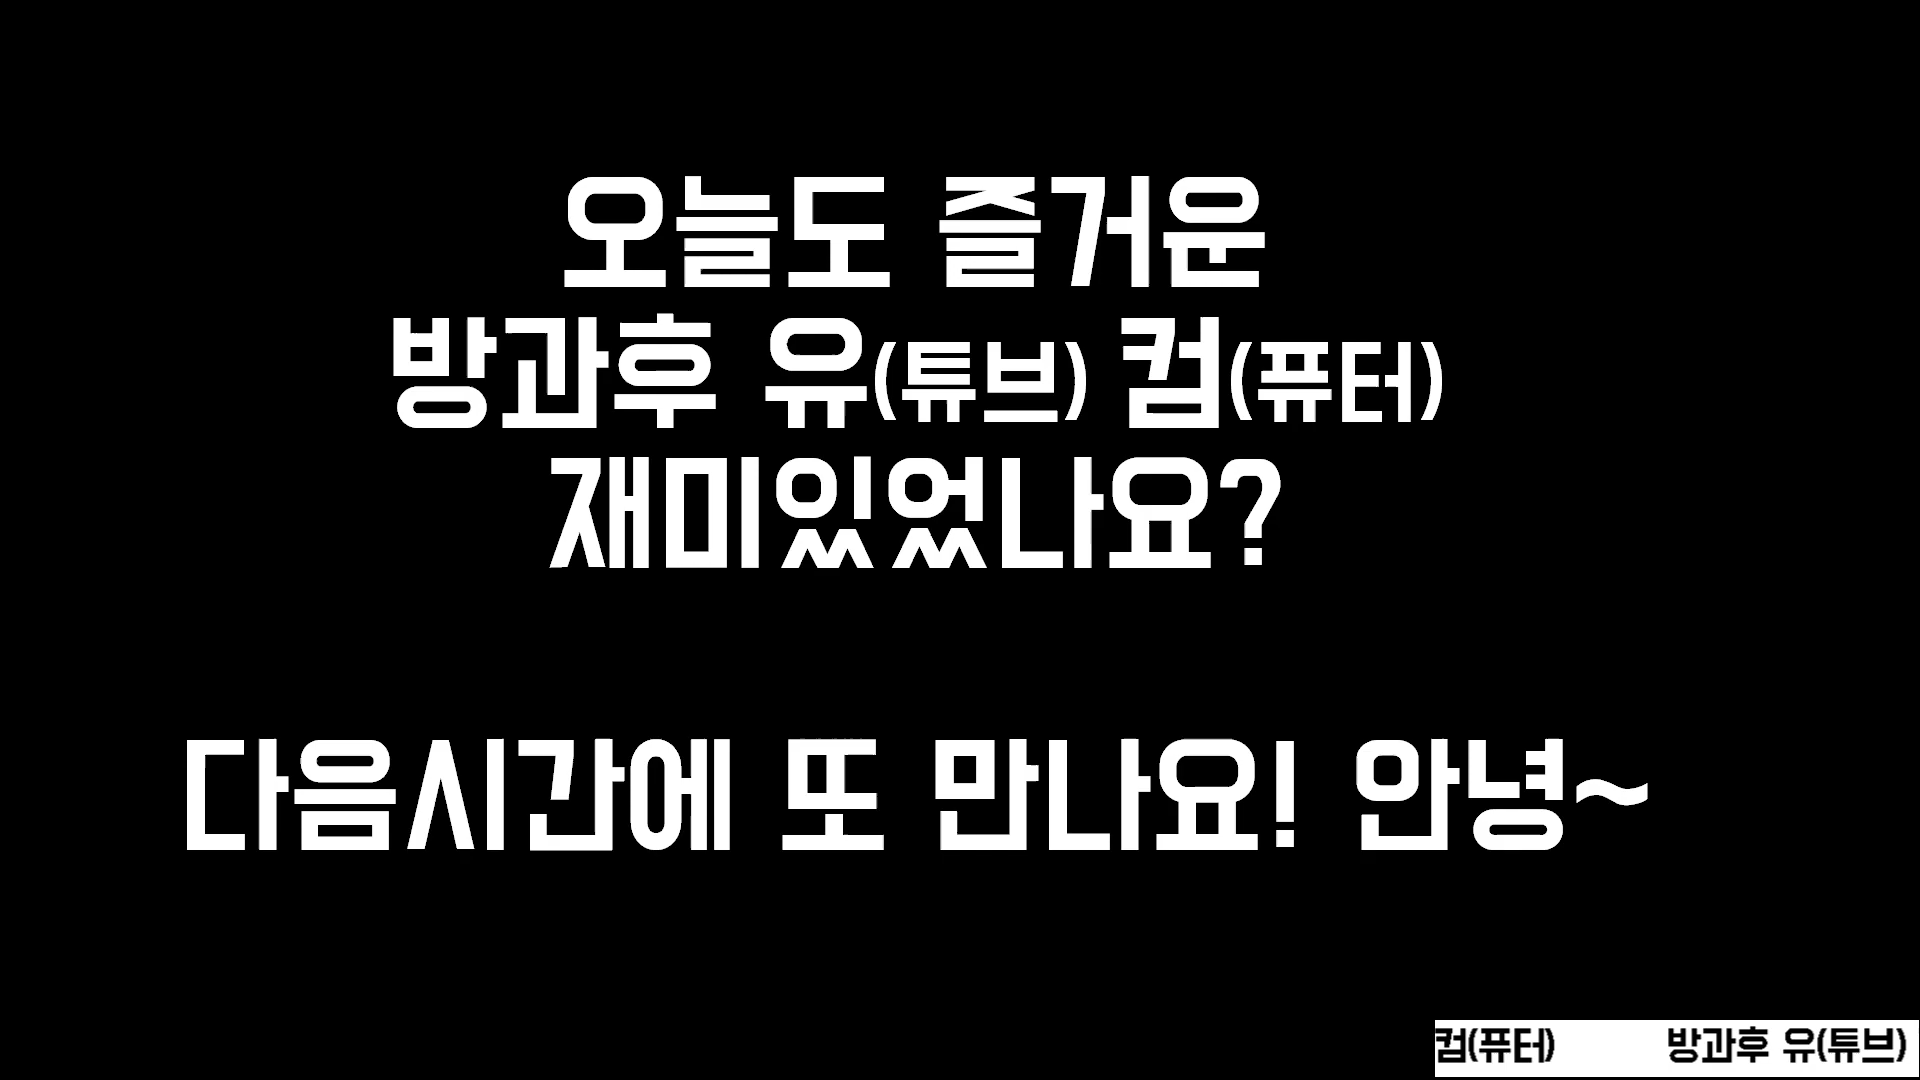 오늘도 즐거운
방과후 유(튜브) 컴(퓨터)
재미있었나요?
다음시간에 또 만나요! 안녕~
컴(퓨터) 방과후 유(튜브)